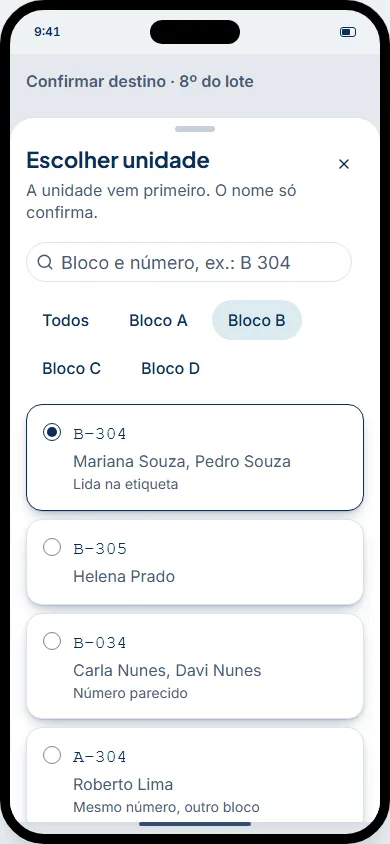 9:41
Confirmar destino · 8º do lote
Escolher unidade
A unidade vem primeiro. O nome só
confirma.
Bloco e número, ex.: B 304
Todos Bloco A Bloco B
Bloco C Bloco D
B-304
Mariana Souza, Pedro Souza
Lida na etiqueta
B-305
Helena Prado
B-034
Carla Nunes, Davi Nunes
Número parecido
A-304
Roberto Lima
Mesmo número, outro bloco